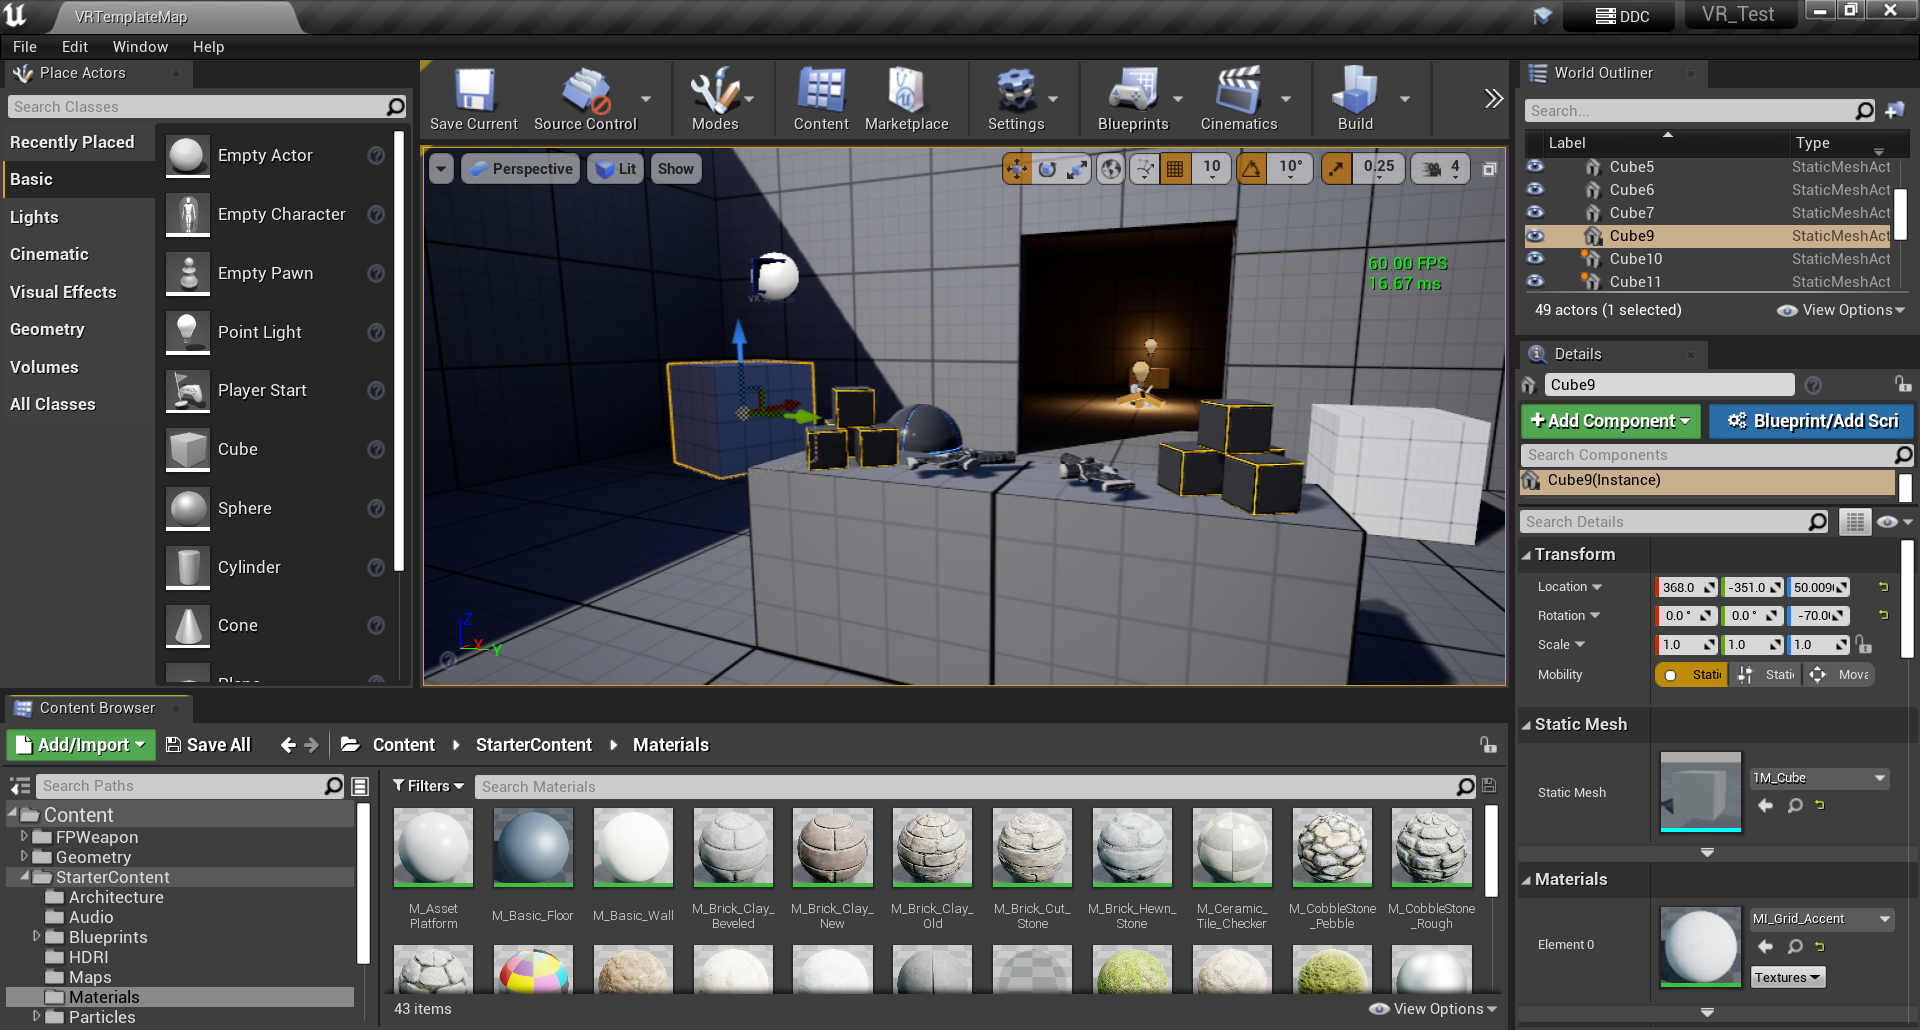 VRTemplateMap
DDC
VR_Test
File Edit Window Help
Place Actors
Search Classes
Recently Placed
Basic
Lights
Cinematic
Visual Effects
Geometry
Volumes
All Classes
Empty Actor
Empty Character
Empty Pawn
Point Light
Player Start
Cube
Sphere
Cylinder
Cone
Save Current Source Control Modes Content Marketplace Settings Blueprints Cinematics Build
Perspective Lit Show
10 10° 0.25 4
60.00 FPS
16.67 ms
Z
X
Y
World Outliner
Search...
Label Type
Cube5 StaticMeshAct
Cube6 StaticMeshAct
Cube7 StaticMeshAct
Cube9 StaticMeshAct
Cube10 StaticMeshAct
Cube11 StaticMeshAct
49 actors (1 selected) View Options
Details
Cube9
+Add Component Blueprint/Add Scri
Search Components
Cube9(Instance)
Search Details
Transform
Location 368.0 -351.0 50.009
Rotation 0.0 ° 0.0 ° -70.0
Scale 1.0 1.0 1.0
Mobility Stati Stati Mova
Static Mesh
Static Mesh 1M_Cube
Materials
Element 0 MI_Grid_Accent
Textures
Content Browser
Add/Import Save All Content StarterContent Materials
Search Paths
Content
FPWeapon
Geometry
StarterContent
Architecture
Audio
Blueprints
HDRI
Maps
Materials
Particles
Filters Search Materials
M_Asset
Platform
M_Basic_Floor
M_Basic_Wall
M_Brick_Clay_
Beveled
M_Brick_Clay_
New
M_Brick_Clay_
Old
M_Brick_Cut_
Stone
M_Brick_Hewn_
Stone
M_Ceramic_
Tile_Checker
M_CobbleStone
_Pebble
M_CobbleStone
_Rough
43 items View Options